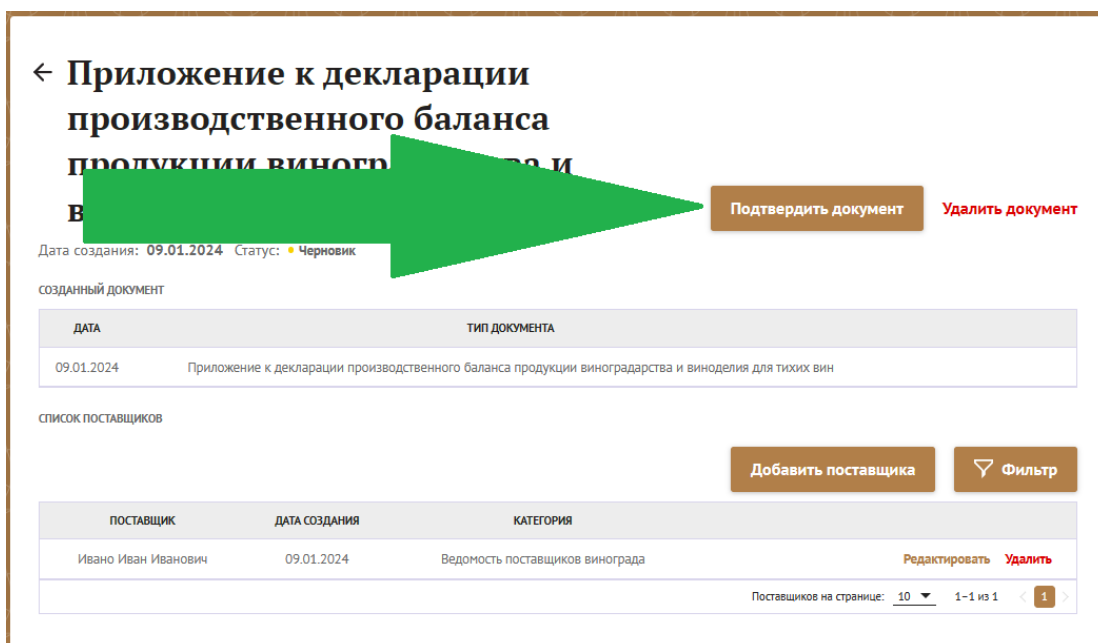 Приложение к декларации
производственного баланса
продукции
Подтвердить документ
Удалить документ
Дата создания: 09.01.2024 Статус: Черновик
СОЗДАННЫЙ ДОКУМЕНТ
ДАТА ТИП ДОКУМЕНТА
09.01.2024 Приложение к декларации производственного баланса продукции виноградарства и виноделия для тихих вин
СПИСОК ПОСТАВЩИКОВ
Добавить поставщика Фильтр
ПОСТАВЩИК ДАТА СОЗДАНИЯ КАТЕГОРИЯ
Ивано Иван Иванович 09.01.2024 Ведомость поставщиков винограда Редактировать Удалить
Поставщиков на странице: 10 1–1 из 1 < 1 >